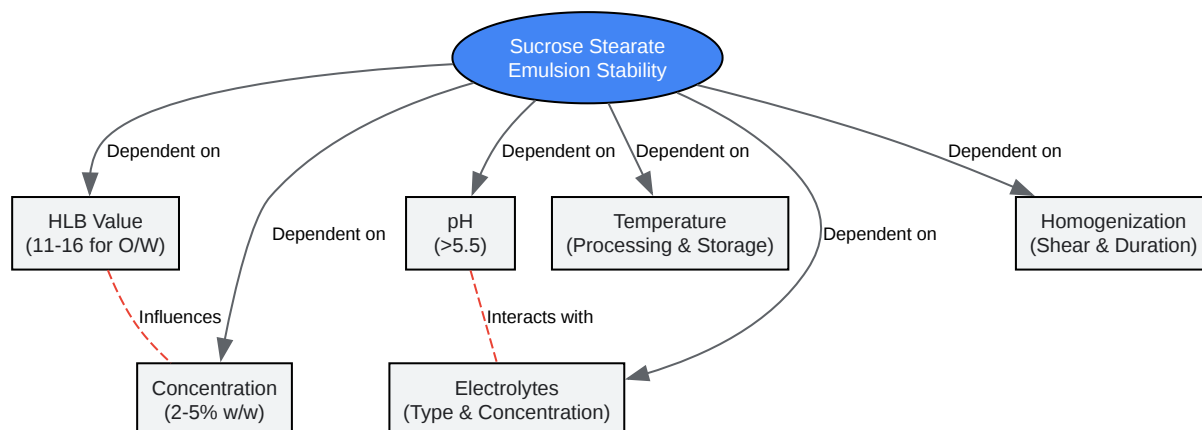 Sucrose Stearate
Emulsion Stability
Dependent on
Dependent on
Dependent on
Dependent on
HLB Value
(11-16 for O/W)
pH
(>5.5)
Temperature
(Processing & Storage)
Homogenization
(Shear & Duration)
Dependent on
Dependent on
Influences
Interacts with
Concentration
(2-5% w/w)
Electrolytes
(Type & Concentration)